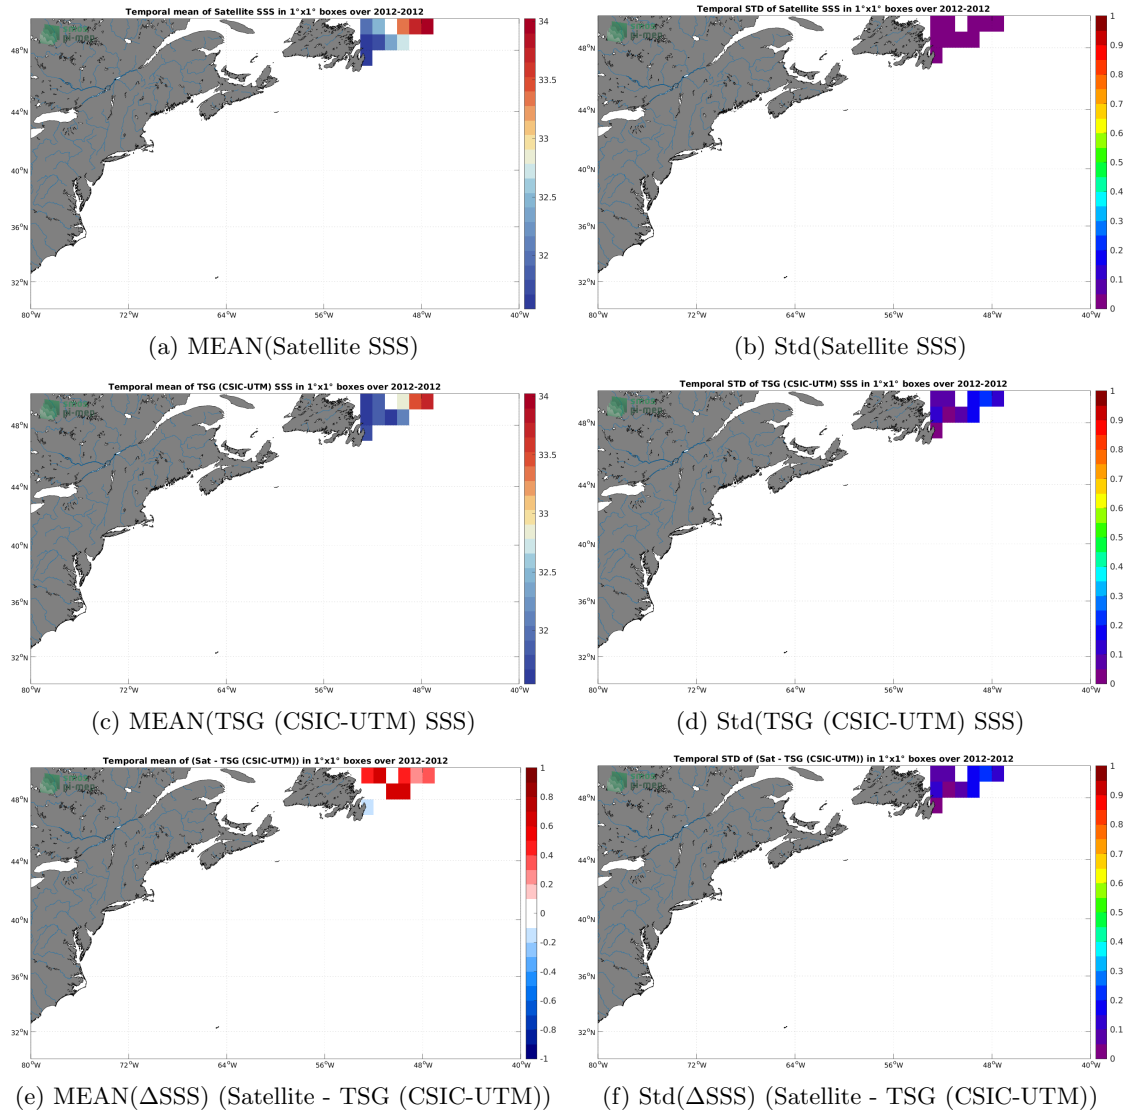 Temporal mean of Satellite SSS in 1°x1° boxes over 2012-2012
48°N
44°N
40°N
36°N
32°N
80°W 72°W 64°W 56°W 48°W 40°W
34
33.5
33
32.5
32
(a) MEAN(Satellite SSS)
Temporal STD of Satellite SSS in 1°x1° boxes over 2012-2012
48°N
44°N
40°N
36°N
32°N
80°W 72°W 64°W 56°W 48°W 40°W
1
0.9
0.8
0.7
0.6
0.5
0.4
0.3
0.2
0.1
0
(b) Std(Satellite SSS)
Temporal mean of TSG (CSIC-UTM) SSS in 1°x1° boxes over 2012-2012
48°N
44°N
40°N
36°N
32°N
80°W 72°W 64°W 56°W 48°W 40°W
34
33.5
33
32.5
32
(c) MEAN(TSG (CSIC-UTM) SSS)
Temporal STD of TSG (CSIC-UTM) SSS in 1°x1° boxes over 2012-2012
48°N
44°N
40°N
36°N
32°N
80°W 72°W 64°W 56°W 48°W 40°W
1
0.9
0.8
0.7
0.6
0.5
0.4
0.3
0.2
0.1
0
(d) Std(TSG (CSIC-UTM) SSS)
Temporal mean of (Sat - TSG (CSIC-UTM)) in 1°x1° boxes over 2012-2012
48°N
44°N
40°N
36°N
32°N
80°W 72°W 64°W 56°W 48°W 40°W
1
0.8
0.6
0.4
0.2
0
-0.2
-0.4
-0.6
-0.8
-1
(e) MEAN(ΔSSS) (Satellite - TSG (CSIC-UTM))
Temporal STD of (Sat - TSG (CSIC-UTM)) in 1°x1° boxes over 2012-2012
48°N
44°N
40°N
36°N
32°N
80°W 72°W 64°W 56°W 48°W 40°W
1
0.9
0.8
0.7
0.6
0.5
0.4
0.3
0.2
0.1
0
(f) Std(ΔSSS) (Satellite - TSG (CSIC-UTM))